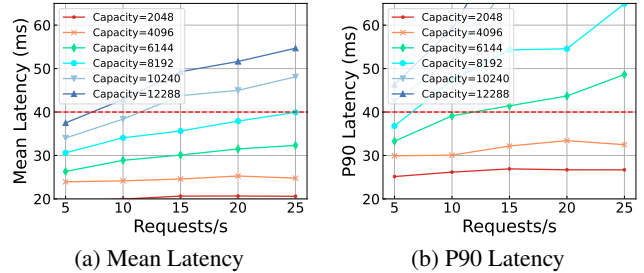 Capacity=2048
Capacity=4096
Capacity=6144
Capacity=8192
Capacity=10240
Capacity=12288
60
50
40
30
20
Mean Latency (ms)
5 10 15 20 25
Requests/s
(a) Mean Latency
Capacity=2048
Capacity=4096
Capacity=6144
Capacity=8192
Capacity=10240
Capacity=12288
60
50
40
30
20
P90 Latency (ms)
5 10 15 20 25
Requests/s
(b) P90 Latency